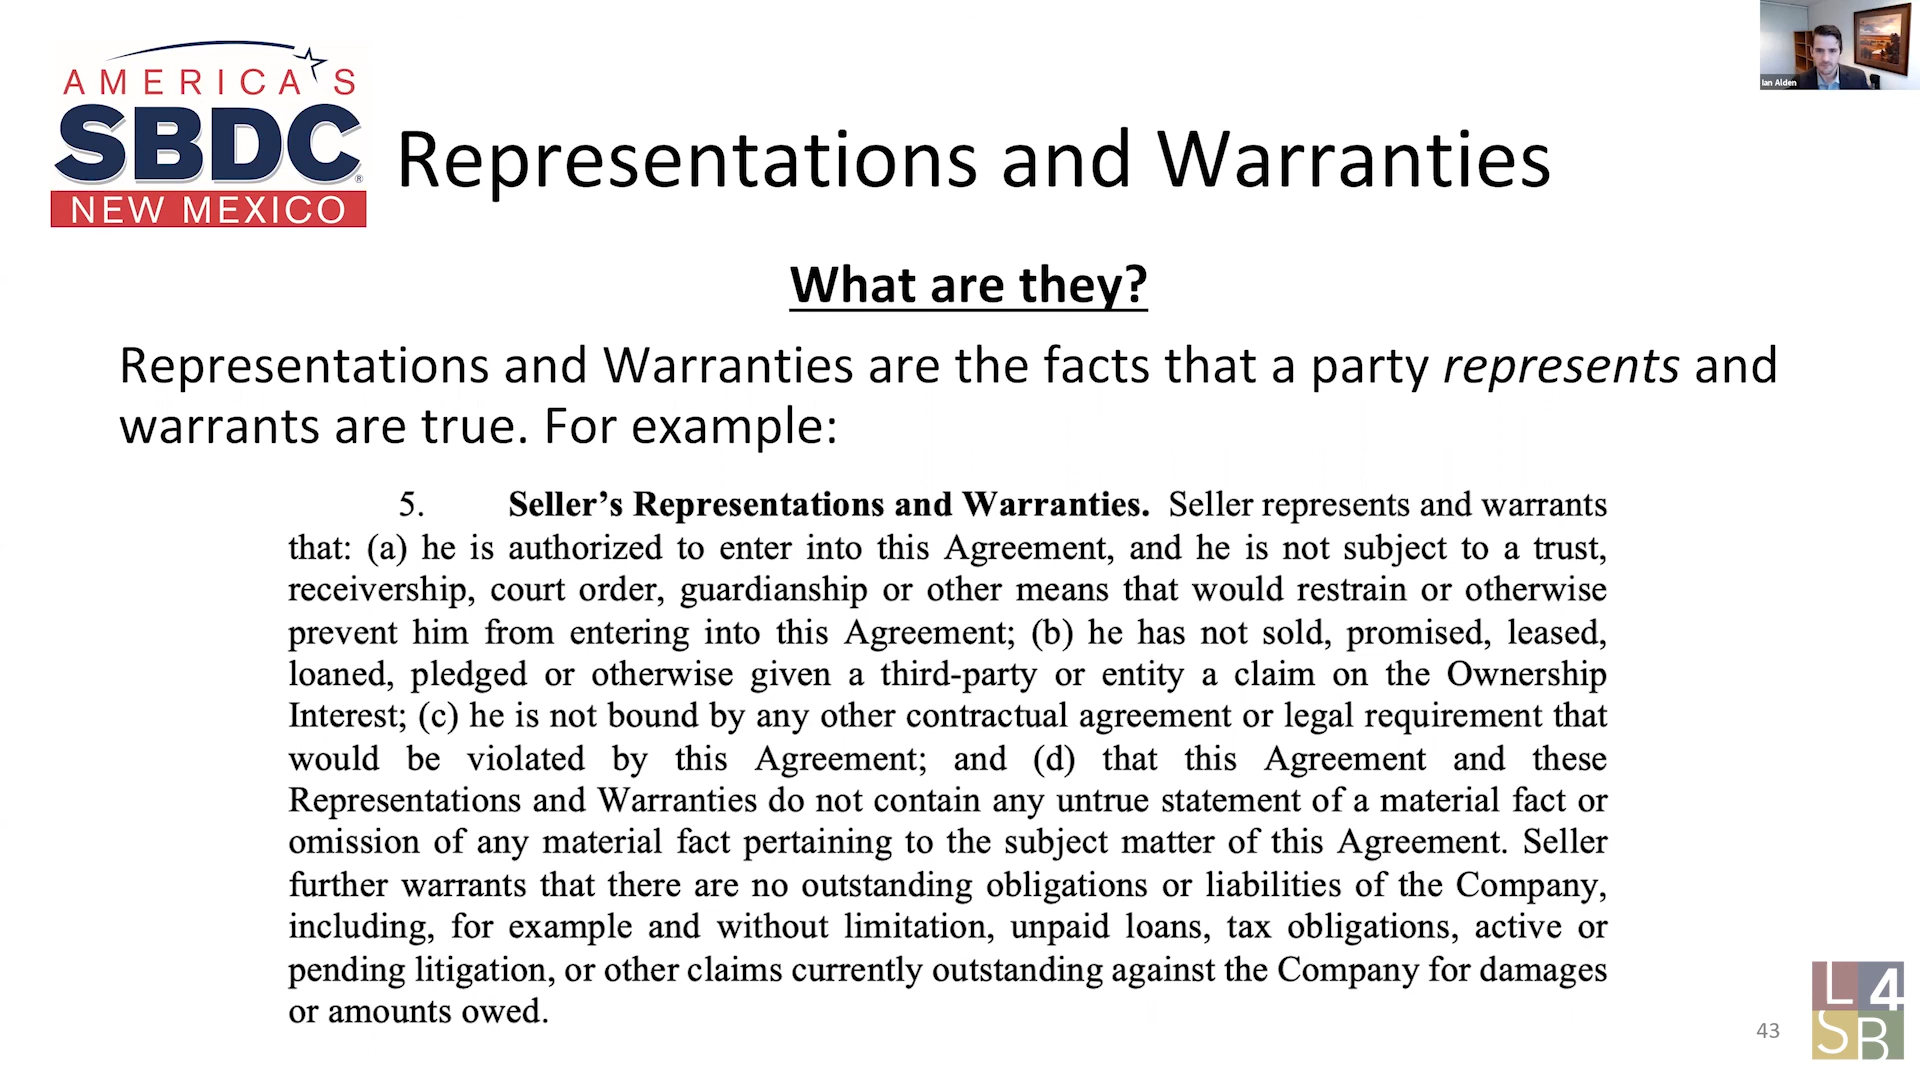 AMERICA'S
SBDC
®
NEW MEXICO
Representations and Warranties
Ian Alden
What are they?
Representations and Warranties are the facts that a party represents and
warrants are true. For example:
5. Seller’s Representations and Warranties. Seller represents and warrants
that: (a) he is authorized to enter into this Agreement, and he is not subject to a trust,
receivership, court order, guardianship or other means that would restrain or otherwise
prevent him from entering into this Agreement; (b) he has not sold, promised, leased,
loaned, pledged or otherwise given a third-party or entity a claim on the Ownership
Interest; (c) he is not bound by any other contractual agreement or legal requirement that
would be violated by this Agreement; and (d) that this Agreement and these
Representations and Warranties do not contain any untrue statement of a material fact or
omission of any material fact pertaining to the subject matter of this Agreement. Seller
further warrants that there are no outstanding obligations or liabilities of the Company,
including, for example and without limitation, unpaid loans, tax obligations, active or
pending litigation, or other claims currently outstanding against the Company for damages
or amounts owed.
43
L4
SB